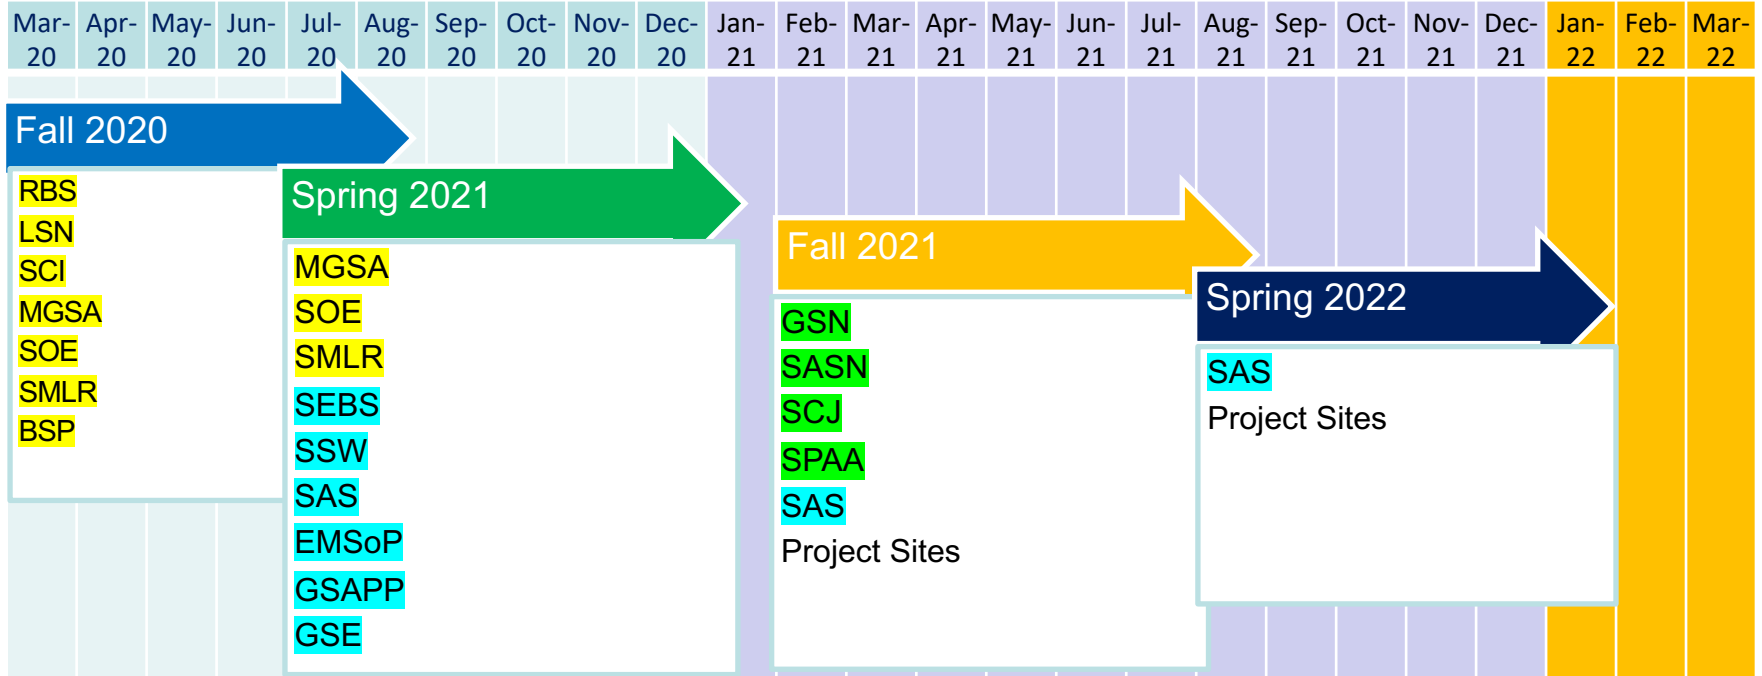 Mar-20 Apr-20 May-20 Jun-20 Jul-20 Aug-20 Sep-20 Oct-20 Nov-20 Dec-20 Jan-21 Feb-21 Mar-21 Apr-21 May-21 Jun-21 Jul-21 Aug-21 Sep-21 Oct-21 Nov-21 Dec-21 Jan-22 Feb-22 Mar-22
Fall 2020
RBS
LSN
SCI
MGSA
SOE
SMLR
BSP
Spring 2021
MGSA
SOE
SMLR
SEBS
SSW
SAS
EMSoP
GSAPP
GSE
Fall 2021
GSN
SASN
SCJ
SPAA
SAS
Project Sites
Spring 2022
SAS
Project Sites